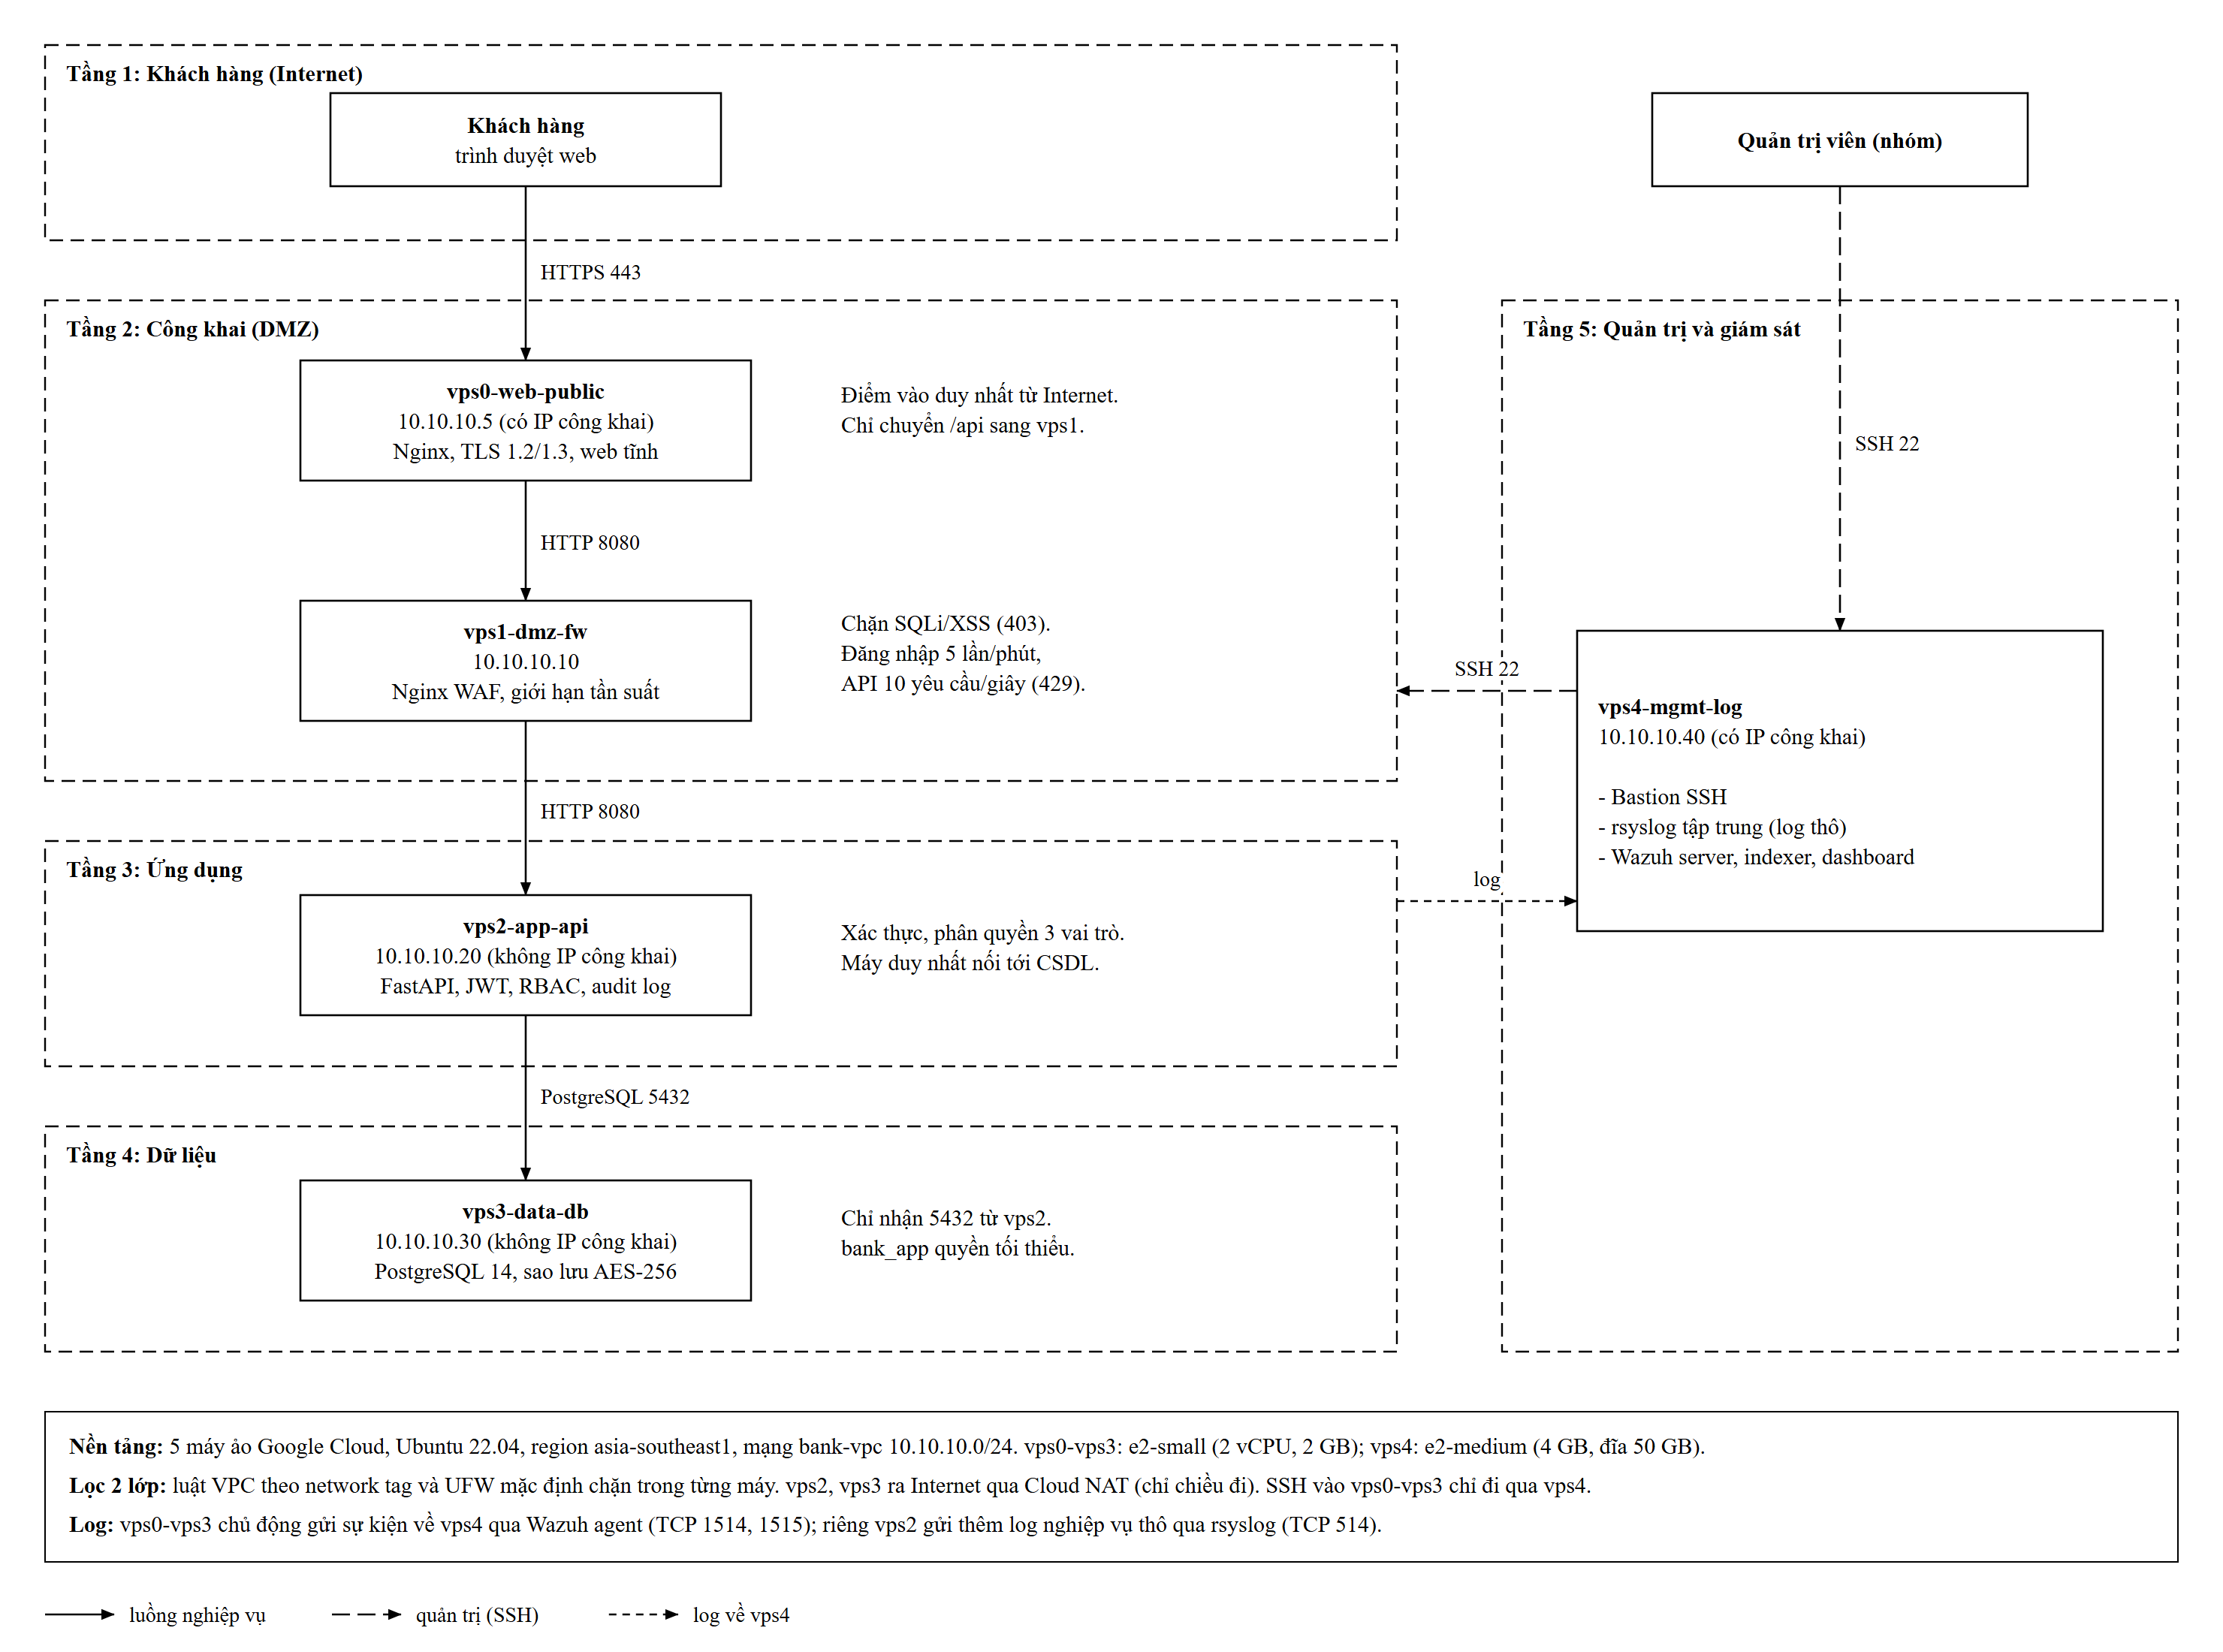 Tầng 1: Khách hàng (Internet)
Khách hàng
trình duyệt web
Quản trị viên (nhóm)
HTTPS 443
Tầng 2: Công khai (DMZ)
vps0-web-public
10.10.10.5 (có IP công khai)
Nginx, TLS 1.2/1.3, web tĩnh
Điểm vào duy nhất từ Internet.
Chỉ chuyển /api sang vps1.
HTTP 8080
vps1-dmz-fw
10.10.10.10
Nginx WAF, giới hạn tần suất
Chặn SQLi/XSS (403).
Đăng nhập 5 lần/phút,
API 10 yêu cầu/giây (429).
HTTP 8080
Tầng 3: Ứng dụng
vps2-app-api
10.10.10.20 (không IP công khai)
FastAPI, JWT, RBAC, audit log
Xác thực, phân quyền 3 vai trò.
Máy duy nhất nối tới CSDL.
PostgreSQL 5432
Tầng 4: Dữ liệu
vps3-data-db
10.10.10.30 (không IP công khai)
PostgreSQL 14, sao lưu AES-256
Chỉ nhận 5432 từ vps2.
bank_app quyền tối thiểu.
Tầng 5: Quản trị và giám sát
SSH 22
SSH 22
vps4-mgmt-log
10.10.10.40 (có IP công khai)
- Bastion SSH
- rsyslog tập trung (log thô)
- Wazuh server, indexer, dashboard
log
Nền tảng: 5 máy ảo Google Cloud, Ubuntu 22.04, region asia-southeast1, mạng bank-vpc 10.10.10.0/24. vps0-vps3: e2-small (2 vCPU, 2 GB); vps4: e2-medium (4 GB, đĩa 50 GB).
Lọc 2 lớp: luật VPC theo network tag và UFW mặc định chặn trong từng máy. vps2, vps3 ra Internet qua Cloud NAT (chỉ chiều đi). SSH vào vps0-vps3 chỉ đi qua vps4.
Log: vps0-vps3 chủ động gửi sự kiện về vps4 qua Wazuh agent (TCP 1514, 1515); riêng vps2 gửi thêm log nghiệp vụ thô qua rsyslog (TCP 514).
luồng nghiệp vụ
quản trị (SSH)
log về vps4